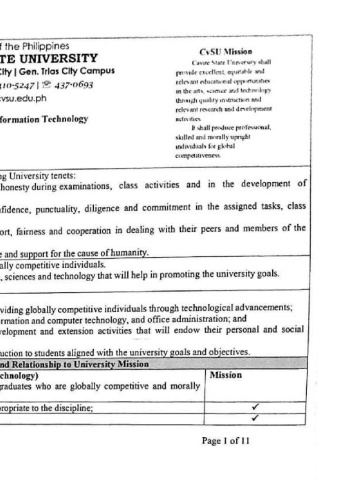 f the Philippines
TE UNIVERSITY
City | Gen. Trias City Campus
410-5247 | ☏ 437-0693
cvsu.edu.ph
formation Technology
CvSU Mission
Cavite State University shall
provide excellent, equitable and
relevant educational opportunities
in the arts, science and technology
through quality instruction and
relevant research and development
activities.
It shall produce professional,
skilled and morally upright
individuals for global
competitiveness.
ng University tenets:
honesty during examinations, class activities and in the development of
nfidence, punctuality, diligence and commitment in the assigned tasks, class
ort, fairness and cooperation in dealing with their peers and members of the
e and support for the cause of humanity.
ally competitive individuals.
, sciences and technology that will help in promoting the university goals.
viding globally competitive individuals through technological advancements;
rmation and computer technology, and office administration; and
velopment and extension activities that will endow their personal and social
uction to students aligned with the university goals and objectives.
nd Relationship to University Mission
chnology) Mission
graduates who are globally competitive and morally
ropriate to the discipline; ✓
✓
Page 1 of 11